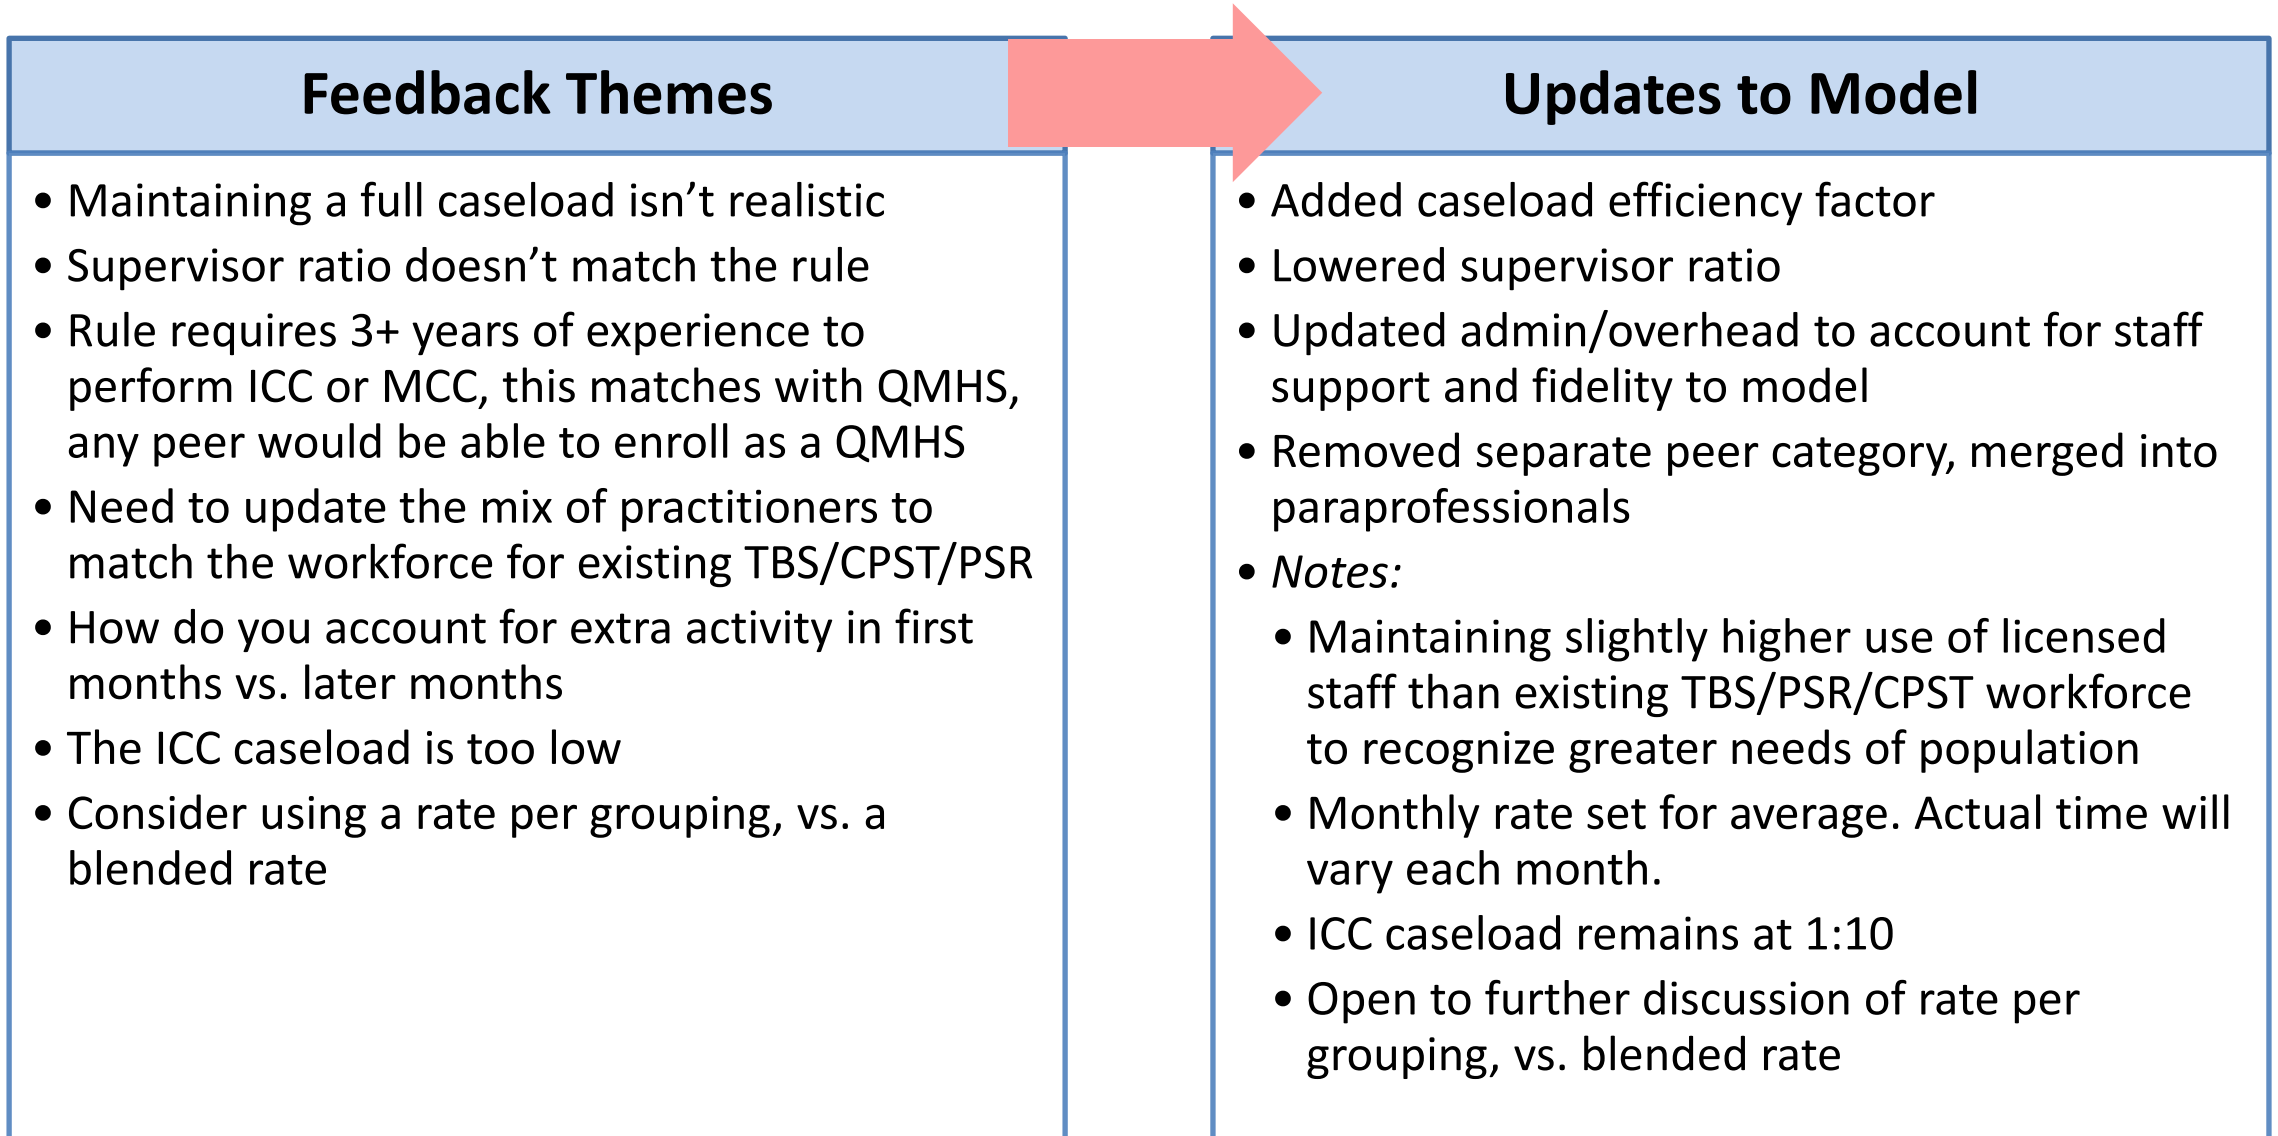 Feedback Themes
• Maintaining a full caseload isn’t realistic
• Supervisor ratio doesn’t match the rule
• Rule requires 3+ years of experience to
perform ICC or MCC, this matches with QMHS,
any peer would be able to enroll as a QMHS
• Need to update the mix of practitioners to
match the workforce for existing TBS/CPST/PSR
• How do you account for extra activity in first
months vs. later months
• The ICC caseload is too low
• Consider using a rate per grouping, vs. a
blended rate
Updates to Model
• Added caseload efficiency factor
• Lowered supervisor ratio
• Updated admin/overhead to account for staff
support and fidelity to model
• Removed separate peer category, merged into
paraprofessionals
• Notes:
• Maintaining slightly higher use of licensed
staff than existing TBS/PSR/CPST workforce
to recognize greater needs of population
• Monthly rate set for average. Actual time will
vary each month.
• ICC caseload remains at 1:10
• Open to further discussion of rate per
grouping, vs. blended rate